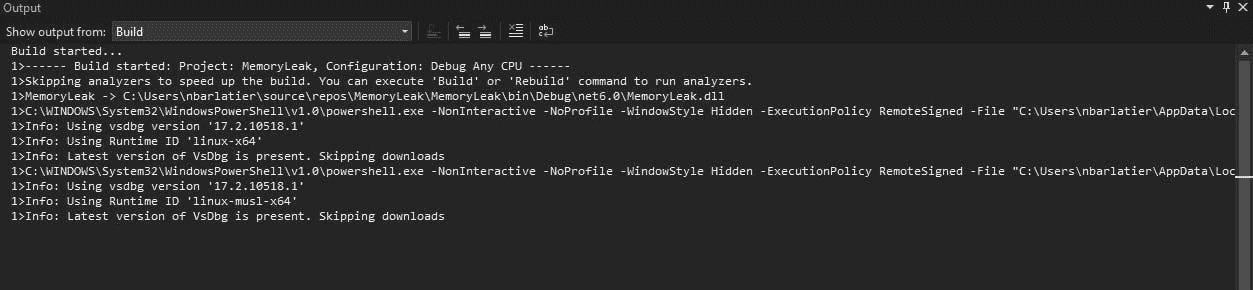 Output
Show output from: Build
Build started...
1>------ Build started: Project: MemoryLeak, Configuration: Debug Any CPU ------
1>Skipping analyzers to speed up the build. You can execute 'Build' or 'Rebuild' command to run analyzers.
1>MemoryLeak -> C:\Users\nbarlatier\source\repos\MemoryLeak\MemoryLeak\bin\Debug\net6.0\MemoryLeak.dll
1>C:\WINDOWS\System32\WindowsPowerShell\v1.0\powershell.exe -NonInteractive -NoProfile -WindowStyle Hidden -ExecutionPolicy RemoteSigned -File "C:\Users\nbarlatier\AppData\Loc
1>Info: Using vsdbg version '17.2.10518.1'
1>Info: Using Runtime ID 'linux-x64'
1>Info: Latest version of VsDbg is present. Skipping downloads
1>C:\WINDOWS\System32\WindowsPowerShell\v1.0\powershell.exe -NonInteractive -NoProfile -WindowStyle Hidden -ExecutionPolicy RemoteSigned -File "C:\Users\nbarlatier\AppData\Loc
1>Info: Using vsdbg version '17.2.10518.1'
1>Info: Using Runtime ID 'linux-musl-x64'
1>Info: Latest version of VsDbg is present. Skipping downloads